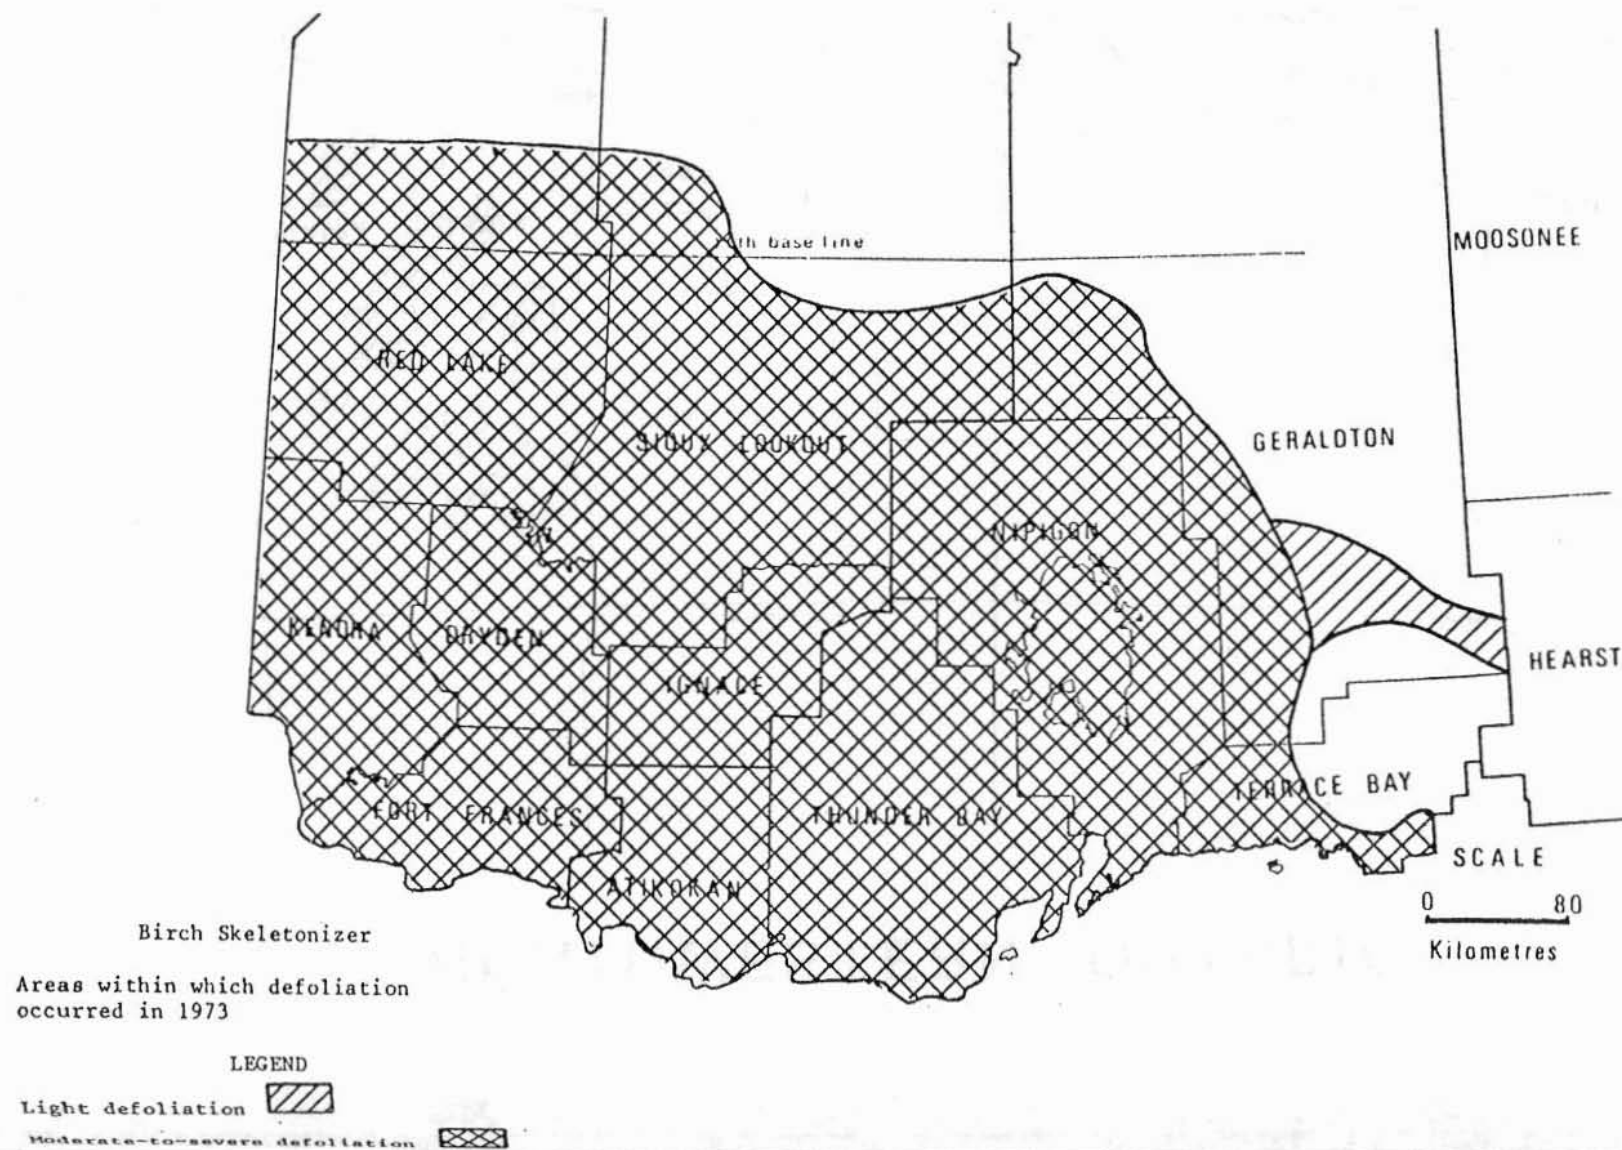 th base line
MOOSONEE
RED LAKE
SIOUX LOOKOUT
GERALDTON
NIPIGON
KENORA
DRYDEN
IGNACE
HEARST
FORT FRANCES
THUNDER BAY
TERRACE BAY
ATIKOKAN
SCALE
0 80
Kilometres
Birch Skeletonizer
Areas within which defoliation
occurred in 1973
LEGEND
Light defoliation
Moderate-to-severe defoliation